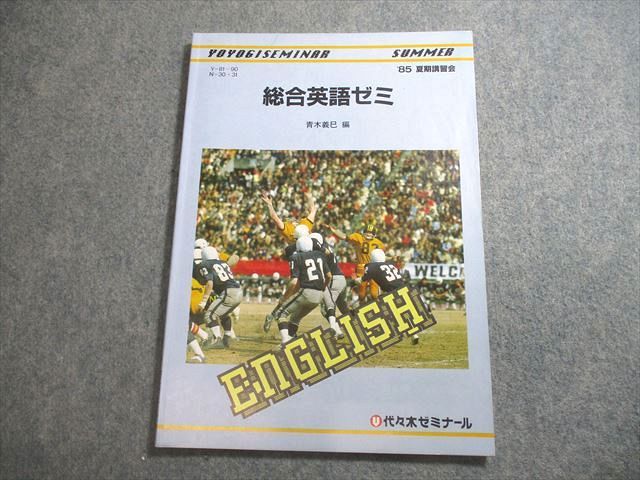 YOYOGISEMINAR SUMMER
Y-81-90
N-30・31
'85 夏期講習会
総合英語ゼミ
青木義巳 編
83
21
82
32
WELC
ENGLISH
代々木ゼミナール